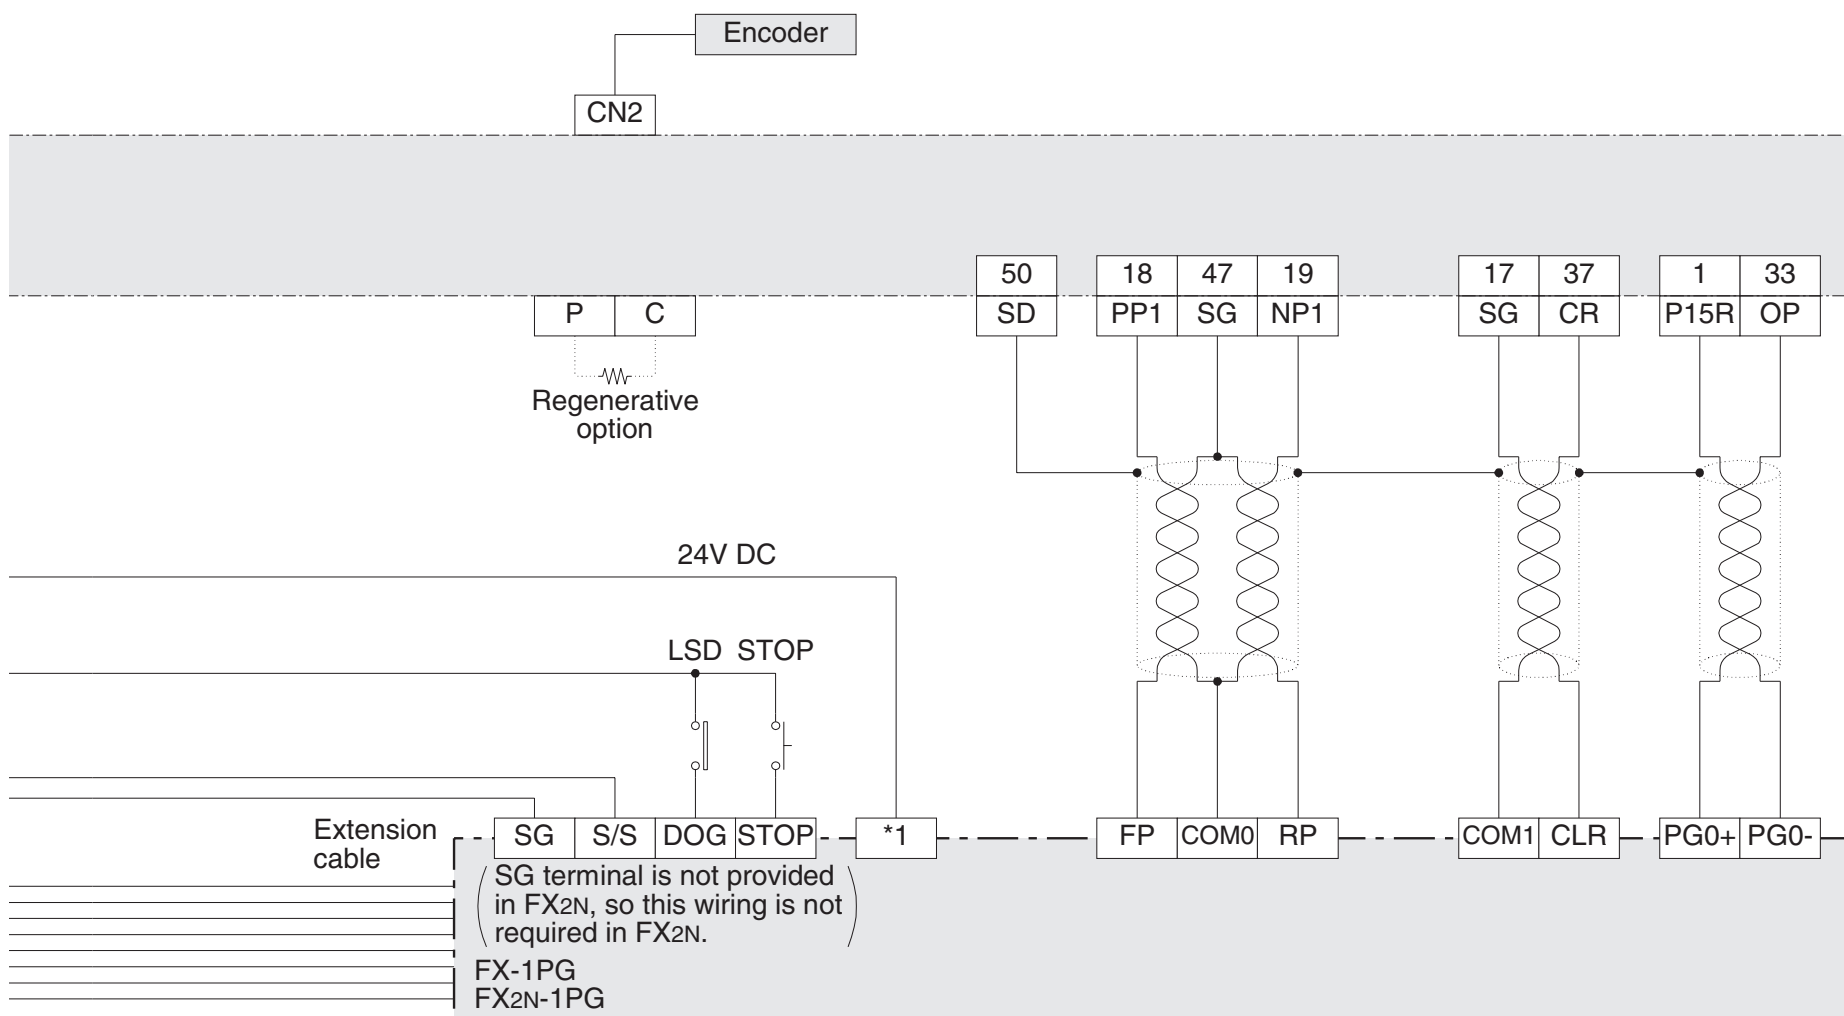 Encoder
CN2
50 18 47 19 17 37 1 33
P C SD PP1 SG NP1 SG CR P15R OP
Regenerative
option
24V DC
LSD STOP
Extension
cable
SG S/S DOG STOP *1 FP COM0 RP COM1 CLR PG0+ PG0-
(SG terminal is not provided
in FX2N, so this wiring is not
required in FX2N.)
FX-1PG
FX2N-1PG